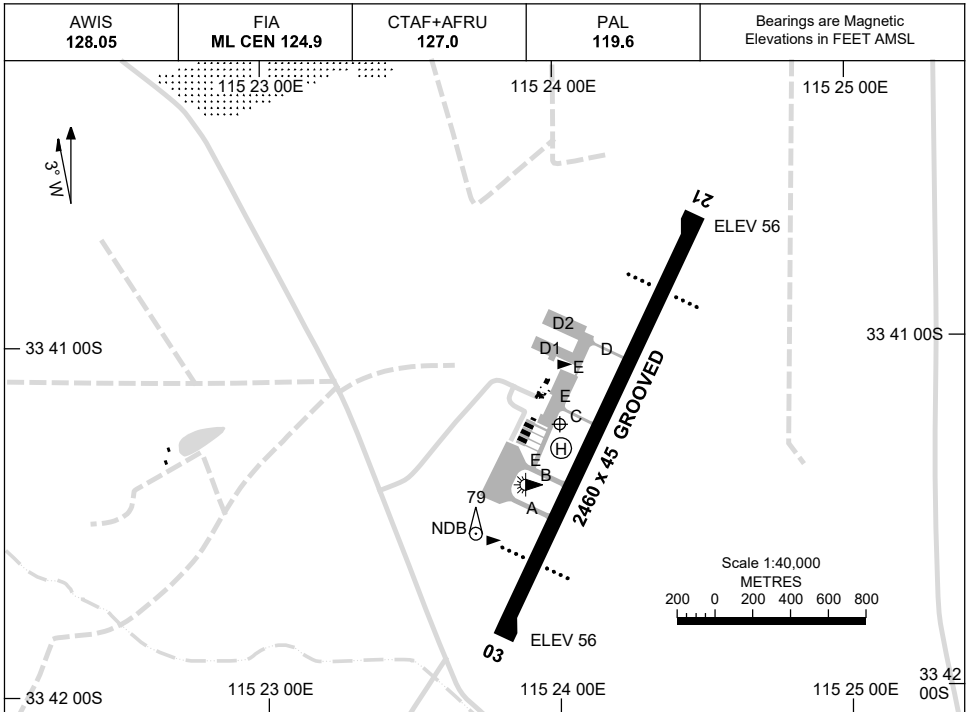 AWIS
128.05
FIA
ML CEN 124.9
CTAF+AFRU
127.0
PAL
119.6
Bearings are Magnetic
Elevations in FEET AMSL
115 23 00E
115 24 00E
115 25 00E
3° W
21
ELEV 56
33 41 00S
33 41 00S
D2
D1
D
E
E
C
H
E
B
A
2460 x 45 GROOVED
79
NDB
Scale 1:40,000
METRES
200 0 200 400 600 800
03
ELEV 56
33 42 00S
115 23 00E
115 24 00E
115 25 00E
33 42
00S